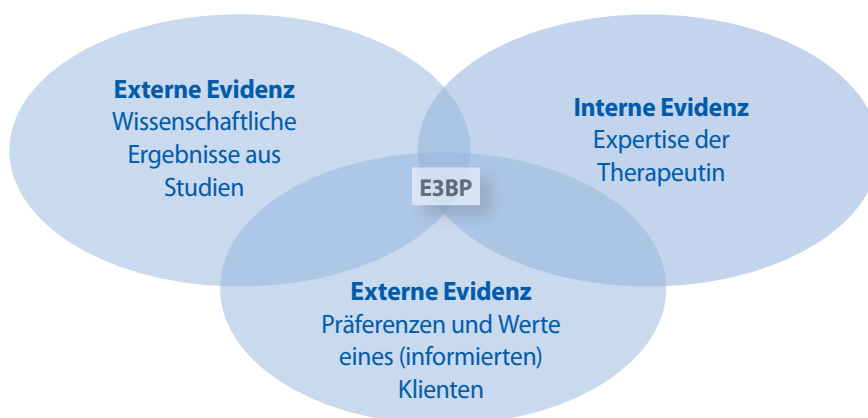 Externe Evidenz
Wissenschaftliche
Ergebnisse aus
Studien
Interne Evidenz
Expertise der
Therapeutin
E3BP
Externe Evidenz
Präferenzen und Werte
eines (informierten)
Klienten